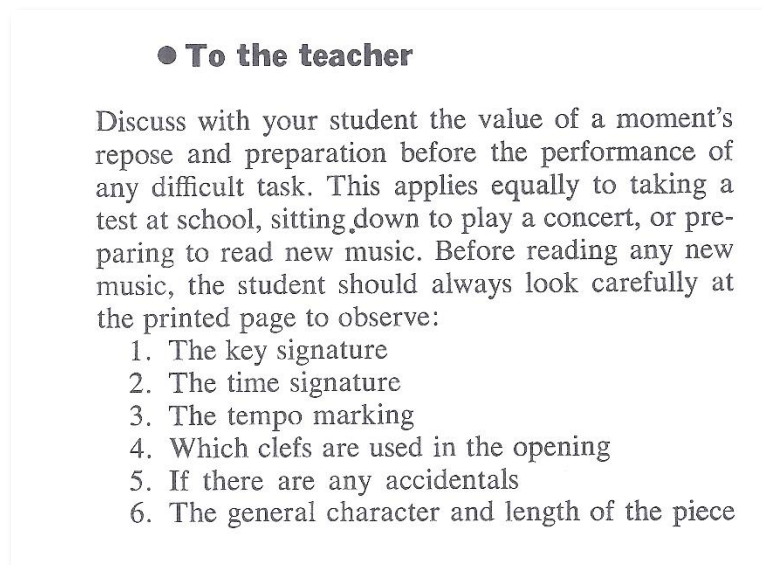 ● To the teacher
Discuss with your student the value of a moment's
repose and preparation before the performance of
any difficult task. This applies equally to taking a
test at school, sitting down to play a concert, or pre-
paring to read new music. Before reading any new
music, the student should always look carefully at
the printed page to observe:
1. The key signature
2. The time signature
3. The tempo marking
4. Which clefs are used in the opening
5. If there are any accidentals
6. The general character and length of the piece